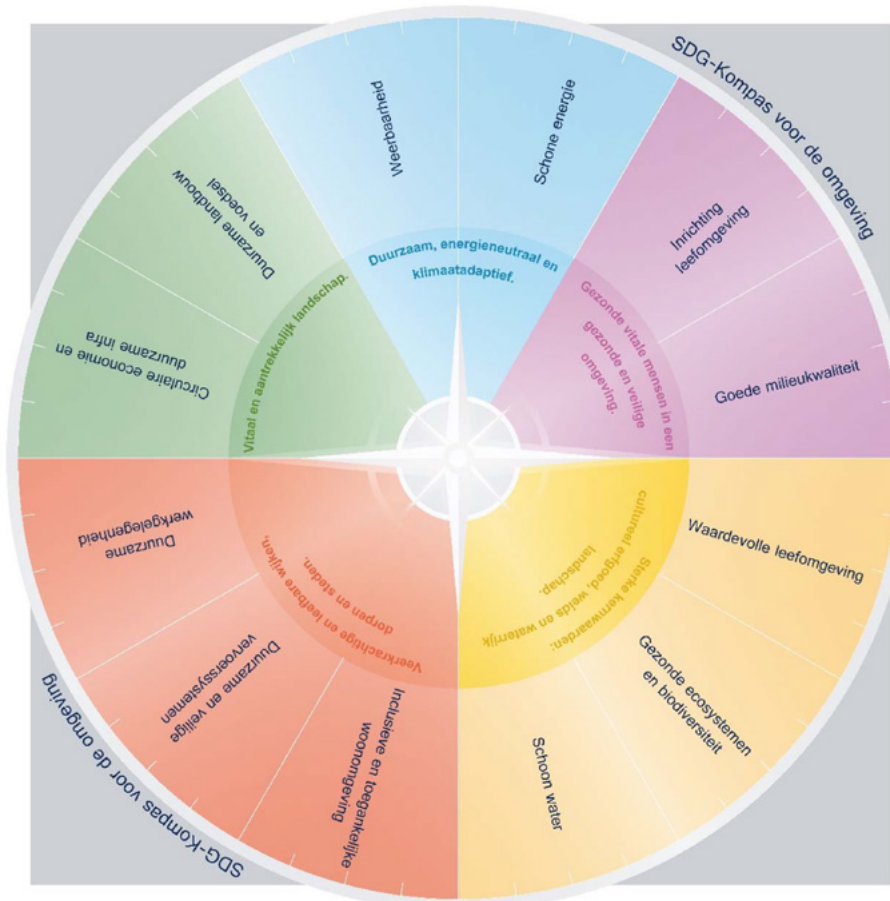 SDG-Kompas voor de omgeving
Weerbaarheid
Schone energie
Duurzaam, energieneutraal en
klimaatadaptief.
Inrichting
leefomgeving
Goede milieukwaliteit
Gezonde vitale mensen in een
gezonde en veilige
omgeving.
Waardevolle leefomgeving
Gezonde ecosystemen
en biodiversiteit
Schoon water
Sterke kernwaarden:
cultureel erfgoed, weids en waterrijk
landschap.
Inclusieve en toegankelijke
woonomgeving
Duurzame en veilige
vervoerssystemen
Duurzame
werkgelegenheid
Veerkrachtige en leefbare wijken,
dorpen en steden.
Circulaire economie en
duurzame infra
Duurzame landbouw
en voedsel
Vitaal en aantrekkelijk landschap.
SDG-Kompas voor de omgeving